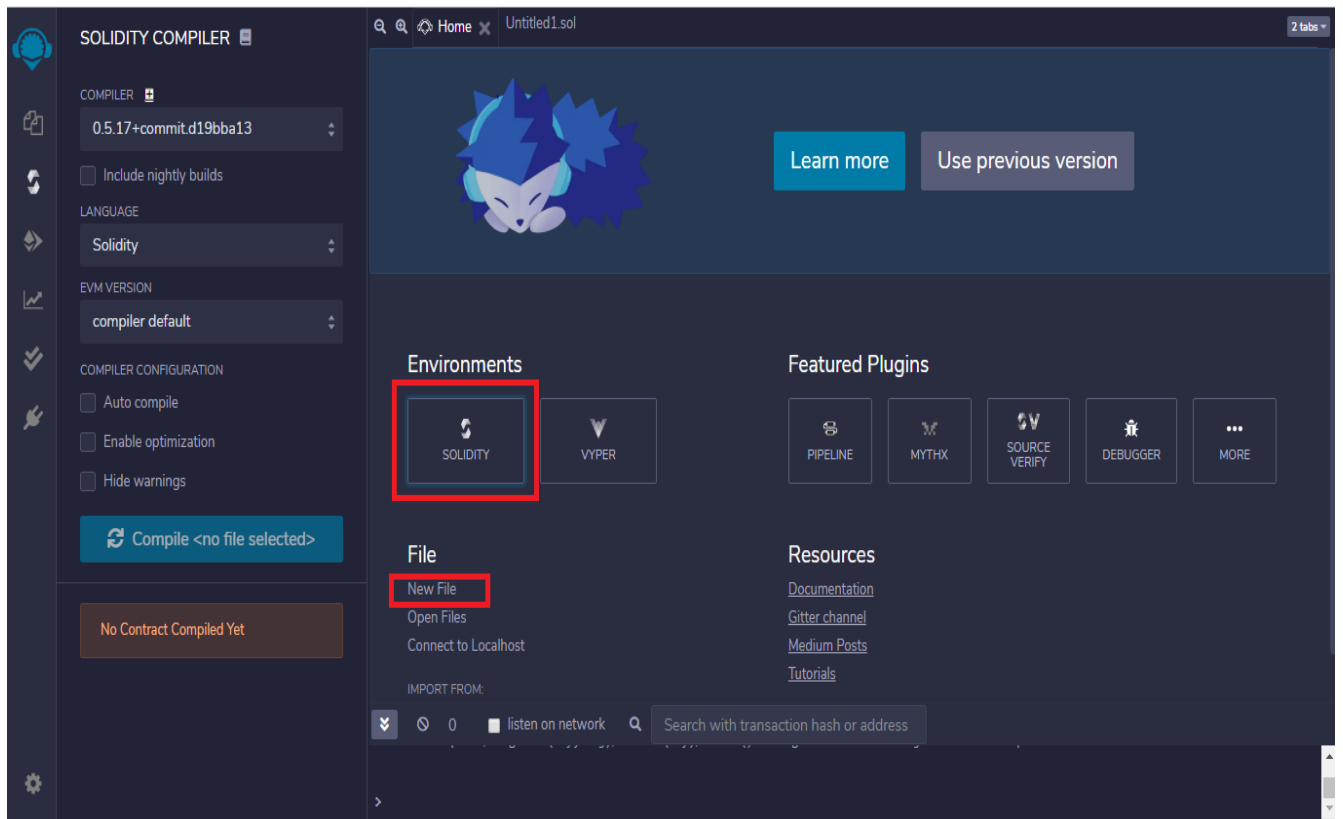 SOLIDITY COMPILER
COMPILER
0.5.17+commit.d19bba13
Include nightly builds
LANGUAGE
Solidity
EVM VERSION
compiler default
COMPILER CONFIGURATION
Auto compile
Enable optimization
Hide warnings
Compile <no file selected>
No Contract Compiled Yet
Home
Untitled1.sol
2 tabs
Learn more
Use previous version
Environments
SOLIDITY
VYPER
Featured Plugins
PIPELINE
MYTHX
SOURCE
VERIFY
DEBUGGER
MORE
File
New File
Open Files
Connect to Localhost
IMPORT FROM:
Resources
Documentation
Gitter channel
Medium Posts
Tutorials
0
listen on network
Search with transaction hash or address
>